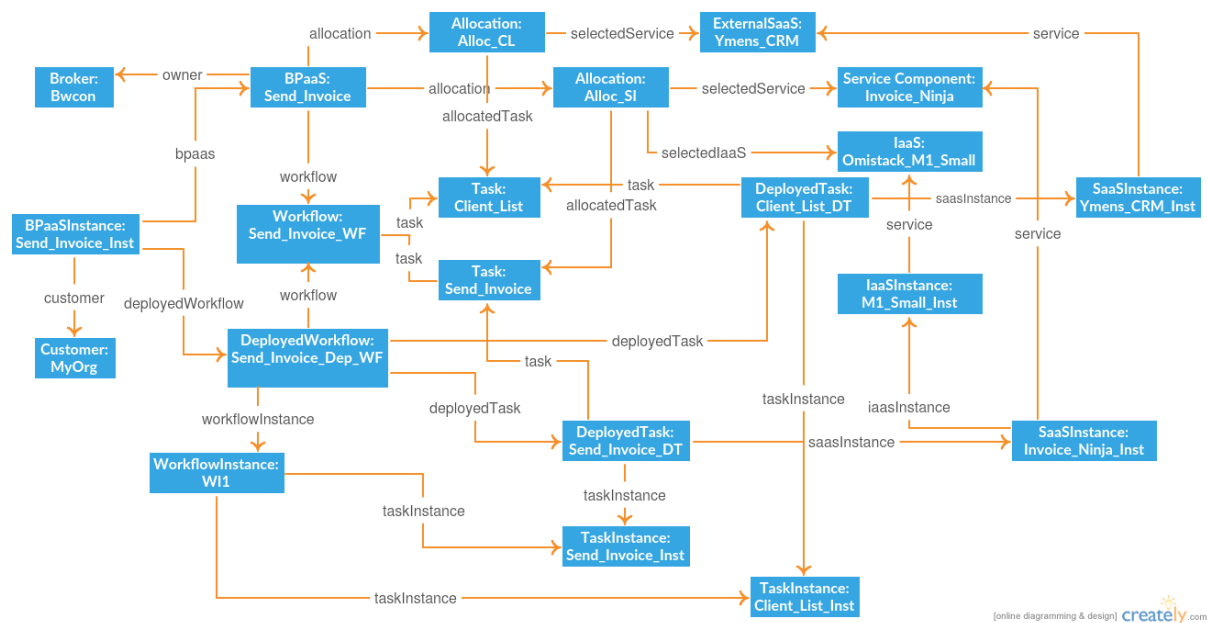 Allocation:
Alloc_CL
ExternalSaaS:
Ymens_CRM
allocation
selectedService
service
Broker:
Bwcon
owner
BPaaS:
Send_Invoice
allocation
Allocation:
Alloc_SI
selectedService
Service Component:
Invoice_Ninja
allocatedTask
bpaas
selectedIaaS
IaaS:
Omistack_M1_Small
workflow
Task:
Client_List
task
DeployedTask:
Client_List_DT
saasInstance
SaaSInstance:
Ymens_CRM_Inst
allocatedTask
BPaaSInstance:
Send_Invoice_Inst
Workflow:
Send_Invoice_WF
task
service
service
task
Task:
Send_Invoice
customer
deployedWorkflow
workflow
IaaSInstance:
M1_Small_Inst
Customer:
MyOrg
DeployedWorkflow:
Send_Invoice_Dep_WF
deployedTask
task
workflowInstance
deployedTask
taskInstance
iaasInstance
DeployedTask:
Send_Invoice_DT
saasInstance
SaaSInstance:
Invoice_Ninja_Inst
WorkflowInstance:
WI1
taskInstance
taskInstance
TaskInstance:
Send_Invoice_Inst
taskInstance
TaskInstance:
Client_List_Inst
[online diagramming & design] creately.com